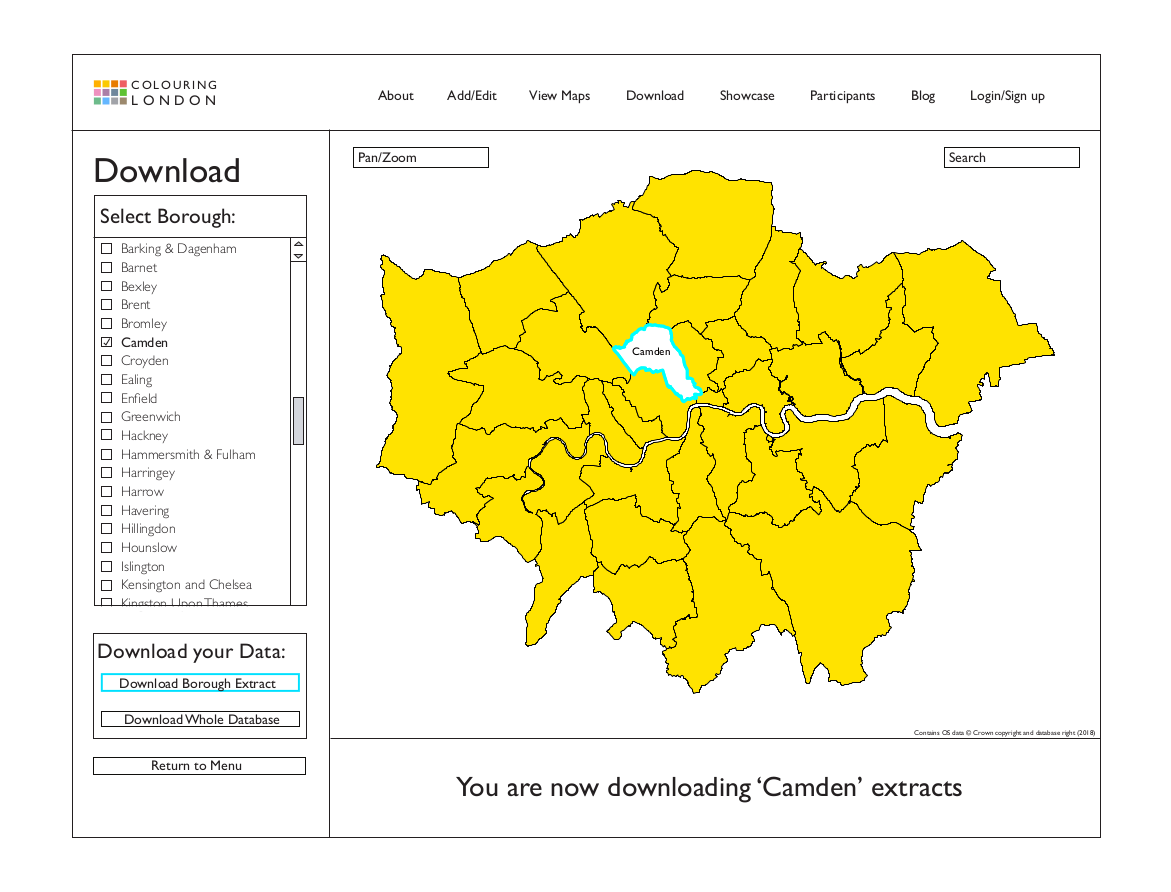 COLOURING
LONDON
About Add/Edit View Maps Download Showcase Participants Blog Login/Sign up
Download
Select Borough:
Barking & Dagenham
Barnet
Bexley
Brent
Bromley
Camden
Croyden
Ealing
Enfield
Greenwich
Hackney
Hammersmith & Fulham
Harringey
Harrow
Havering
Hillingdon
Hounslow
Islington
Kensington and Chelsea
Kingston Upon Thames
Download your Data:
Download Borough Extract
Download Whole Database
Return to Menu
Pan/Zoom
Search
Camden
Contains OS data © Crown copyright and database right (2018)
You are now downloading ‘Camden’ extracts